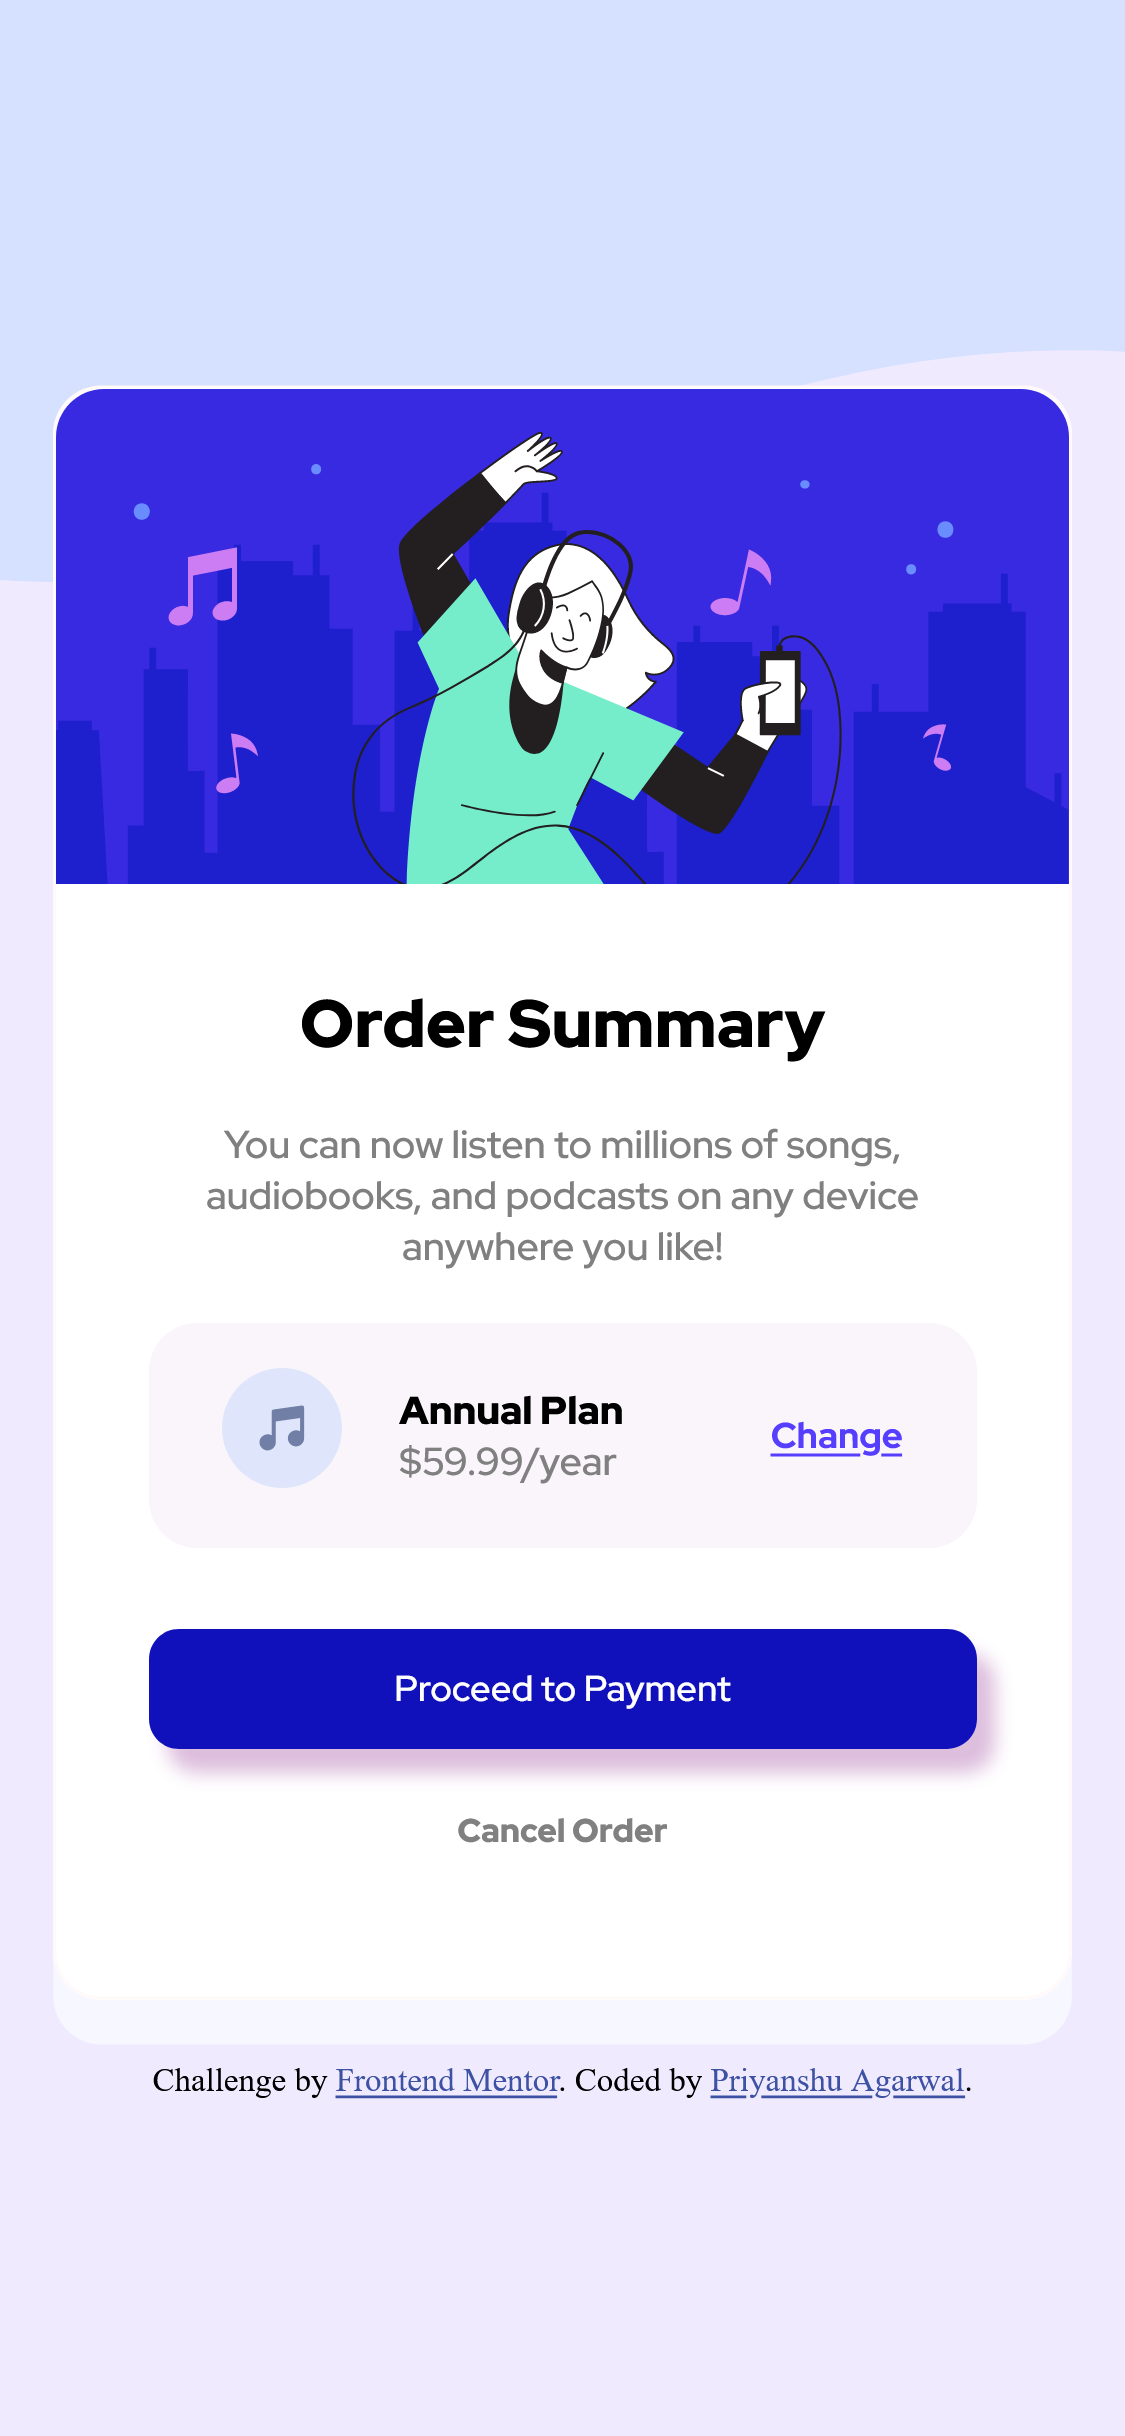 Order Summary
You can now listen to millions of songs,
audiobooks, and podcasts on any device
anywhere you like!
Annual Plan
$59.99/year
Change
Proceed to Payment
Cancel Order
Challenge by Frontend Mentor. Coded by Priyanshu Agarwal.